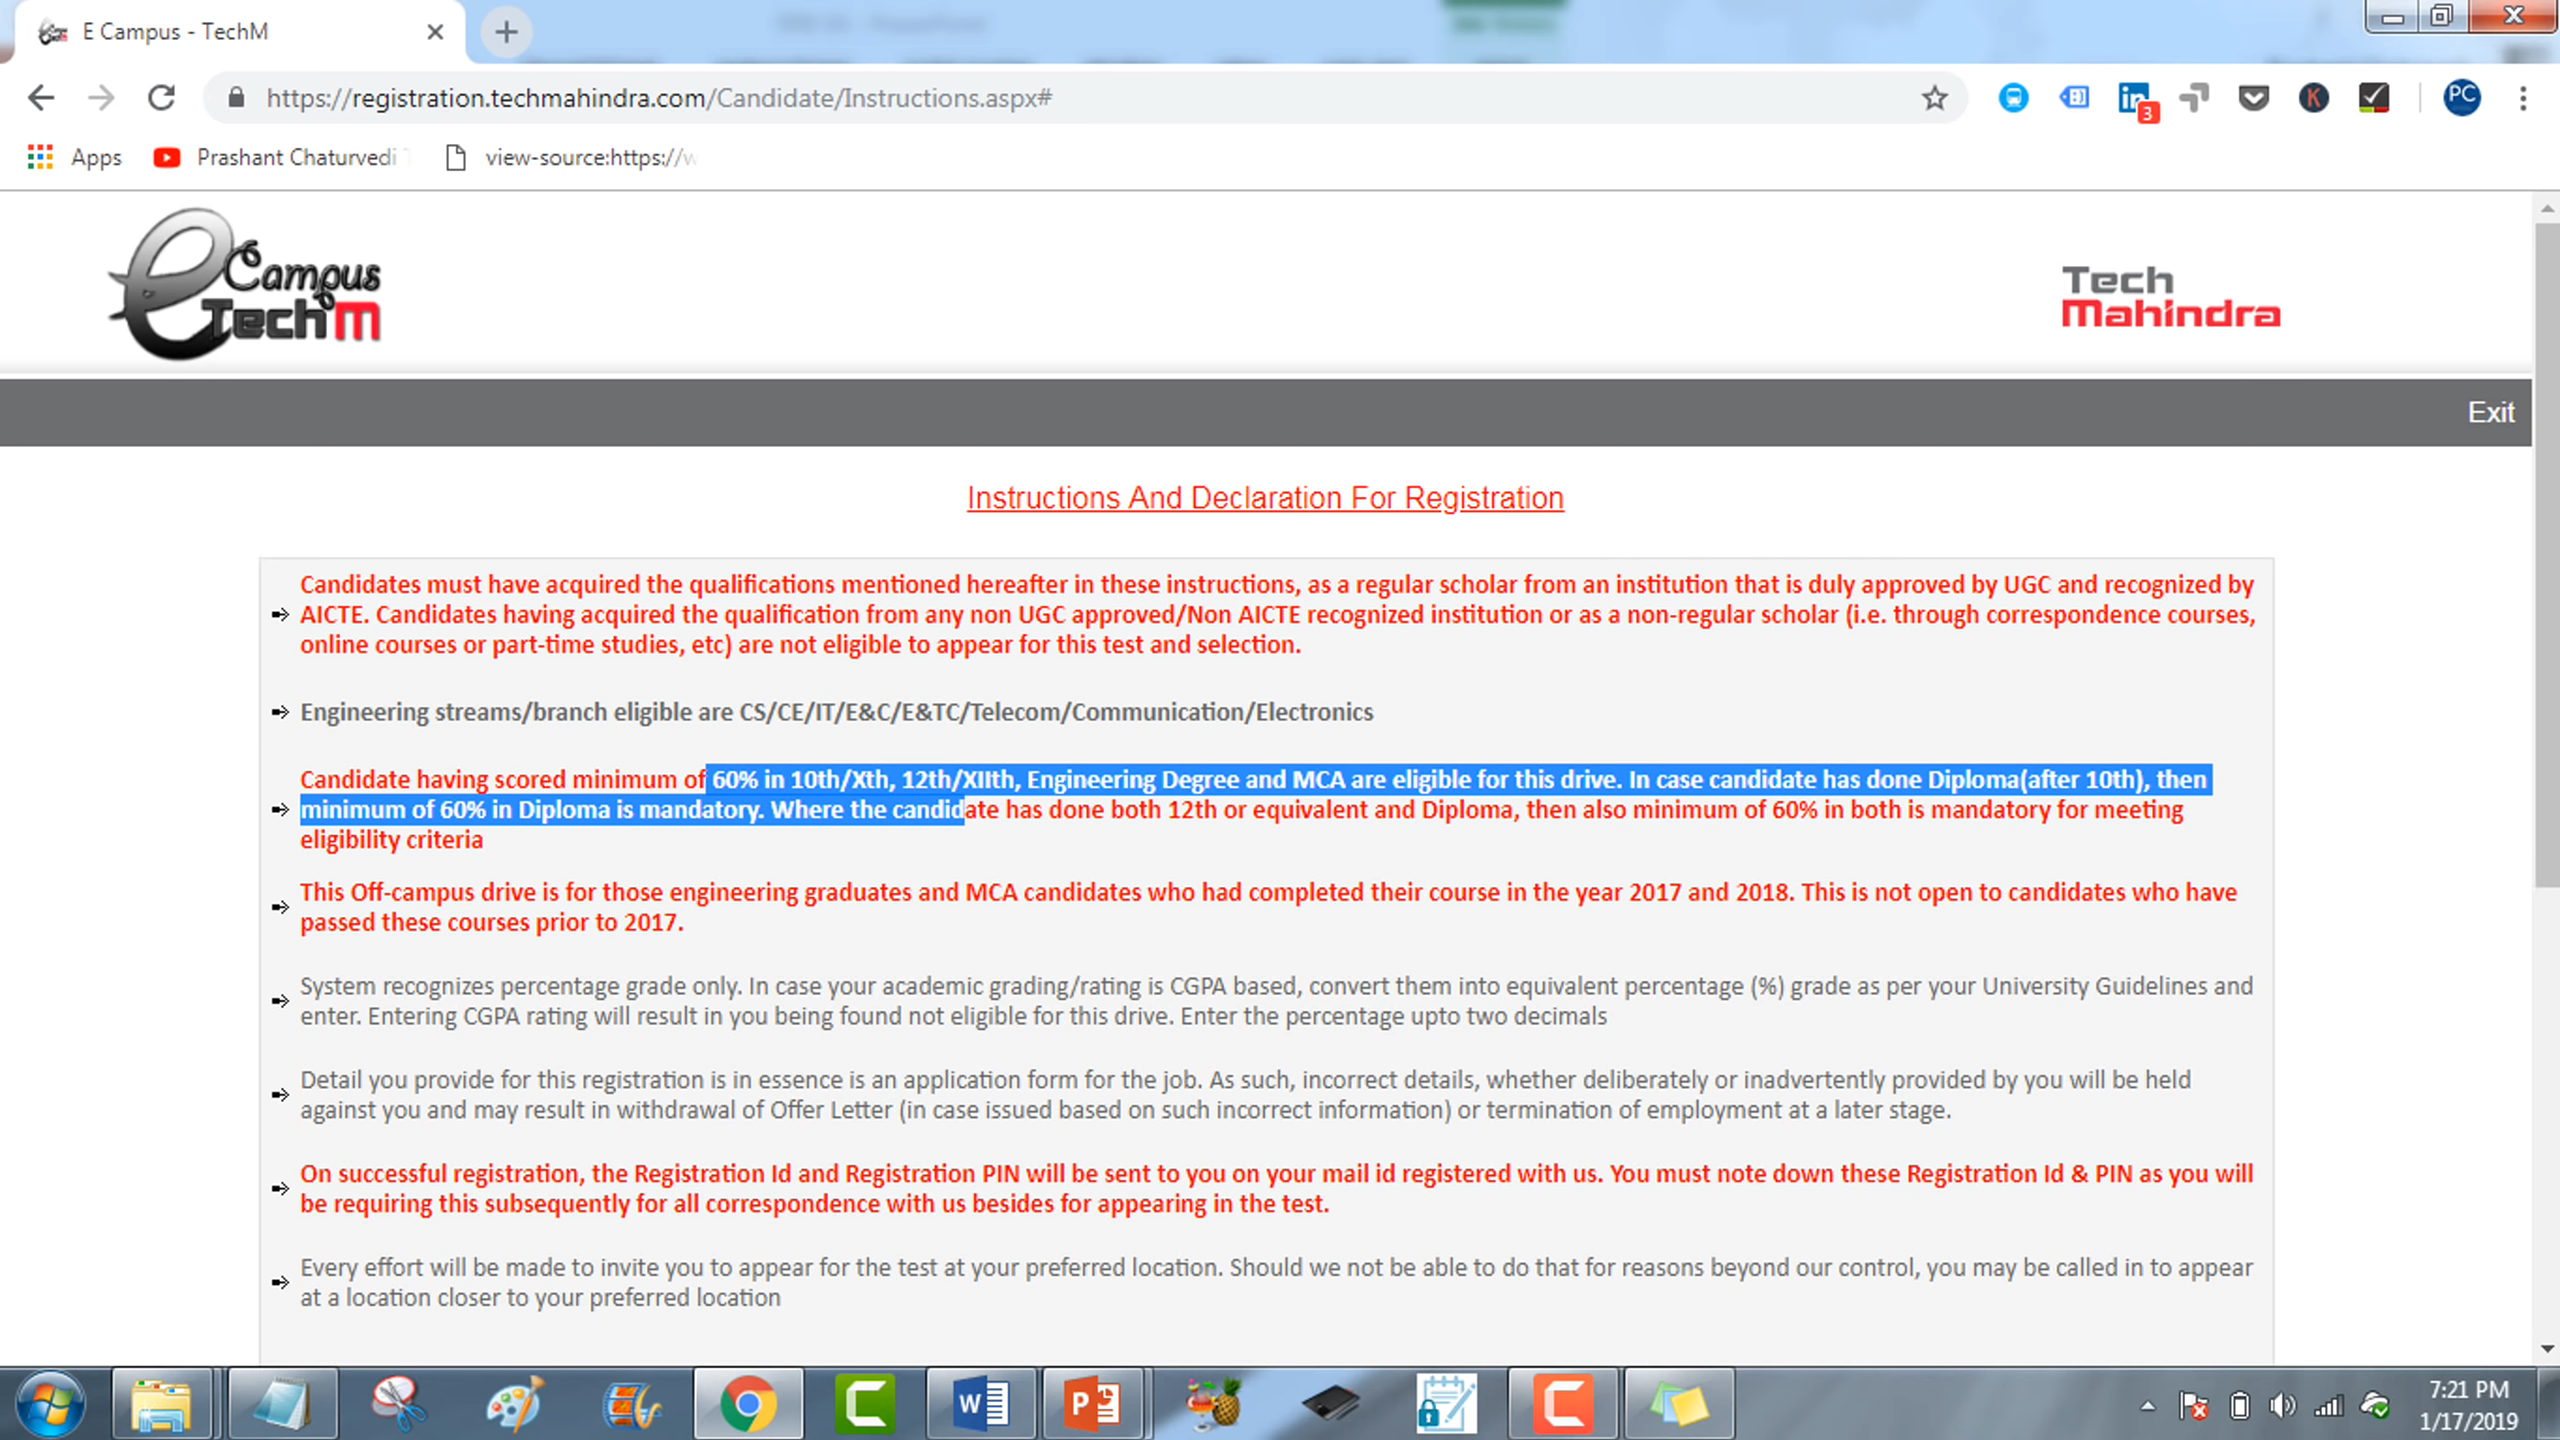 E Campus - TechM
https://registration.techmahindra.com/Candidate/Instructions.aspx#
3
K
PC
Apps
Prashant Chaturvedi
view-source:https://w
e Campus
Tech M
Tech
Mahindra
Exit
Instructions And Declaration For Registration
Candidates must have acquired the qualifications mentioned hereafter in these instructions, as a regular scholar from an institution that is duly approved by UGC and recognized by
AICTE. Candidates having acquired the qualification from any non UGC approved/Non AICTE recognized institution or as a non-regular scholar (i.e. through correspondence courses,
online courses or part-time studies, etc) are not eligible to appear for this test and selection.
Engineering streams/branch eligible are CS/CE/IT/E&C/E&TC/Telecom/Communication/Electronics
Candidate having scored minimum of 60% in 10th/Xth, 12th/XIIth, Engineering Degree and MCA are eligible for this drive. In case candidate has done Diploma(after 10th), then
minimum of 60% in Diploma is mandatory. Where the candidate has done both 12th or equivalent and Diploma, then also minimum of 60% in both is mandatory for meeting
eligibility criteria
This Off-campus drive is for those engineering graduates and MCA candidates who had completed their course in the year 2017 and 2018. This is not open to candidates who have
passed these courses prior to 2017.
System recognizes percentage grade only. In case your academic grading/rating is CGPA based, convert them into equivalent percentage (%) grade as per your University Guidelines and
enter. Entering CGPA rating will result in you being found not eligible for this drive. Enter the percentage upto two decimals
Detail you provide for this registration is in essence is an application form for the job. As such, incorrect details, whether deliberately or inadvertently provided by you will be held
against you and may result in withdrawal of Offer Letter (in case issued based on such incorrect information) or termination of employment at a later stage.
On successful registration, the Registration Id and Registration PIN will be sent to you on your mail id registered with us. You must note down these Registration Id & PIN as you will
be requiring this subsequently for all correspondence with us besides for appearing in the test.
Every effort will be made to invite you to appear for the test at your preferred location. Should we not be able to do that for reasons beyond our control, you may be called in to appear
at a location closer to your preferred location
7:21 PM
1/17/2019